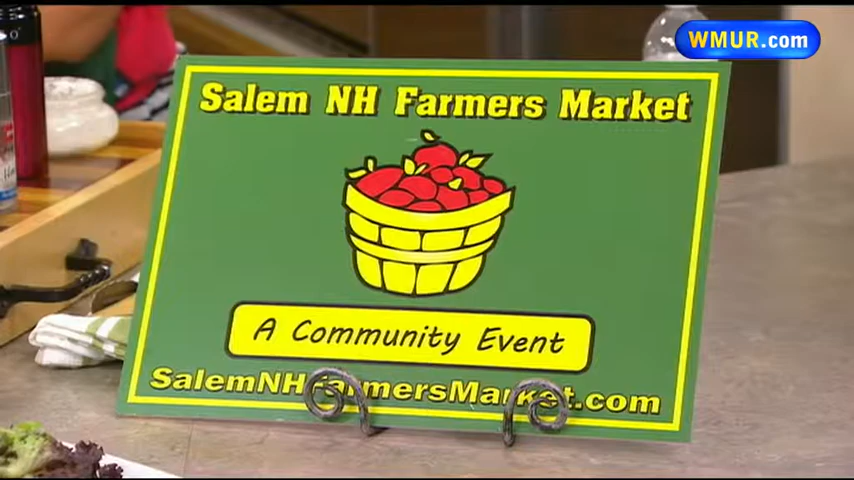 WMUR.com
Salem NH Farmers Market
A Community Event
SalemNHFarmersMarket.com